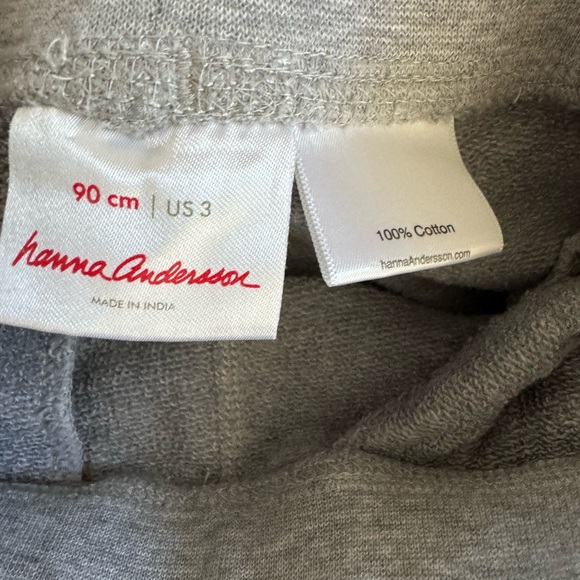 90 cm | US 3
hanna Andersson
MADE IN INDIA
100% Cotton
hannaAndersson.com